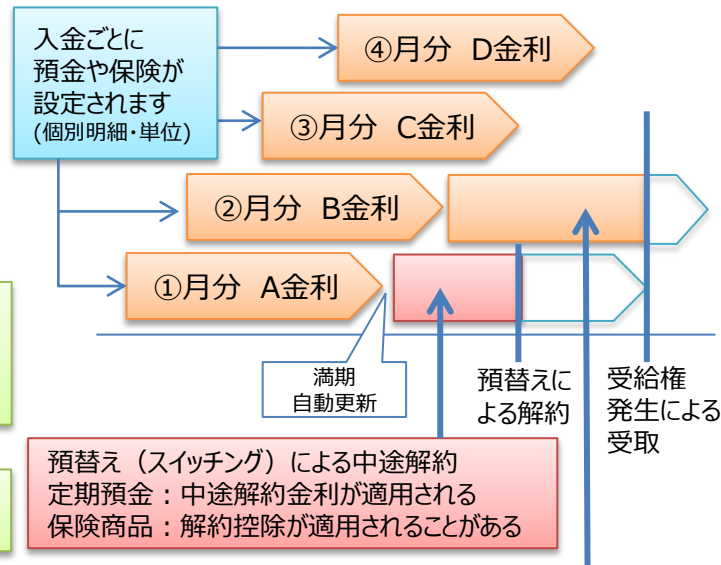 入金ごとに
預金や保険が
設定されます
(個別明細・単位)
④月分 D金利
③月分 C金利
②月分 B金利
①月分 A金利
満期
自動更新
預替えに
よる解約
受給権
発生による
受取
預替え（スイッチング）による中途解約
定期預金：中途解約金利が適用される
保険商品：解約控除が適用されることがある